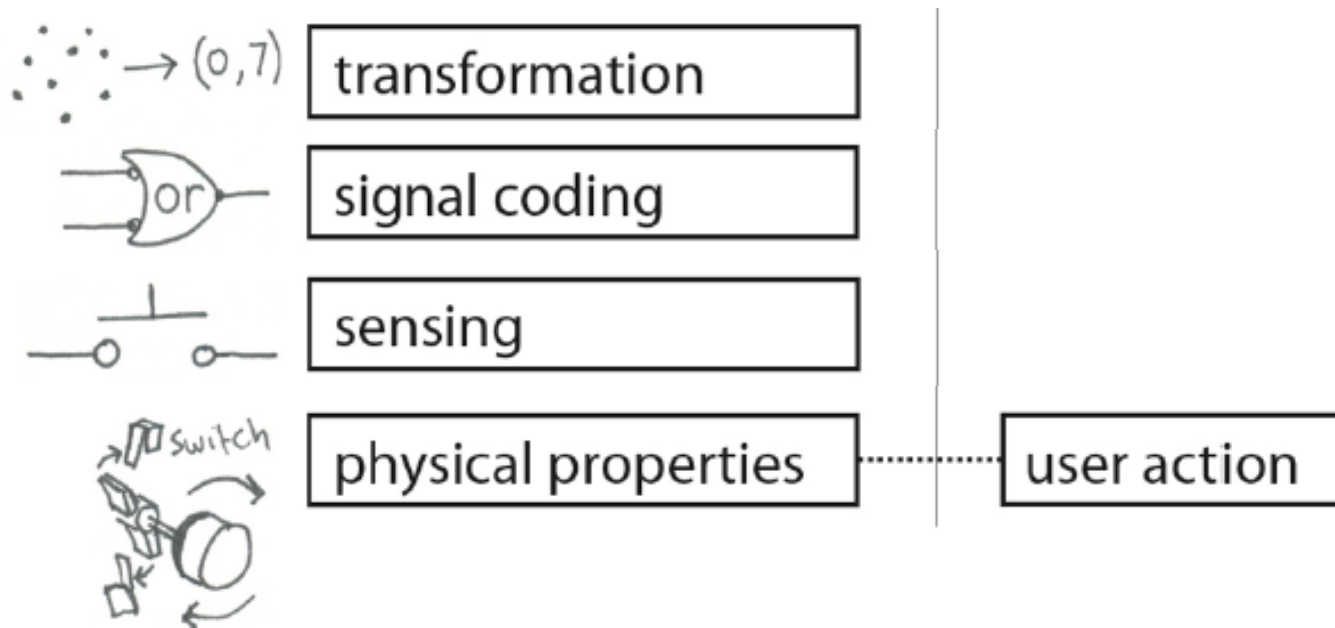 (0,7)
transformation
or
signal coding
sensing
switch
physical properties
user action